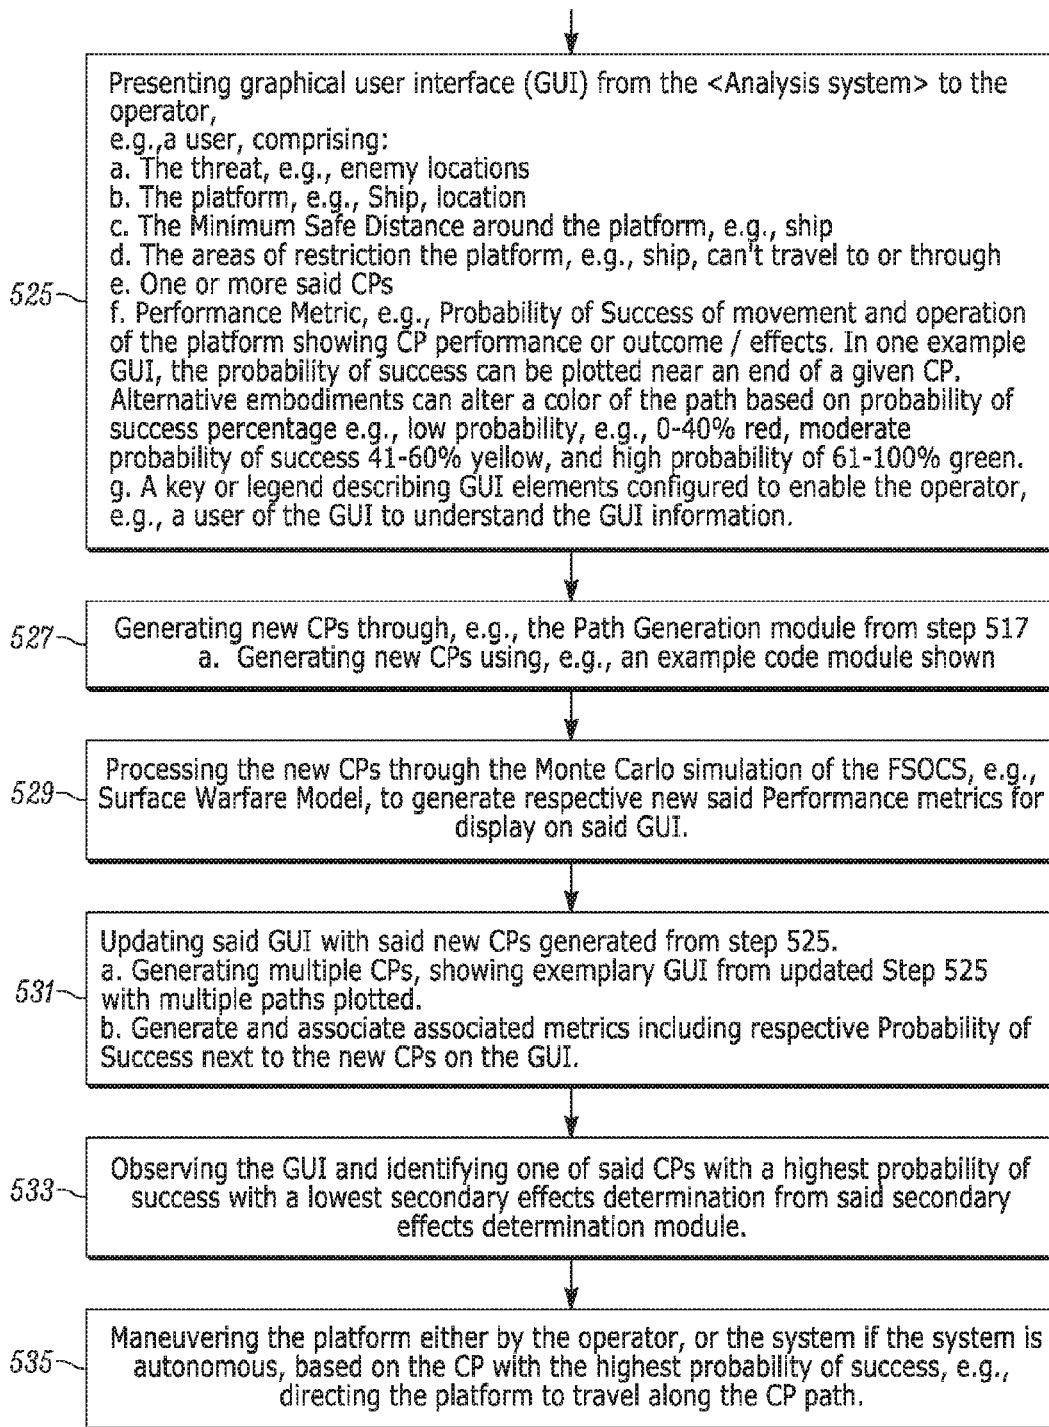 Presenting graphical user interface (GUI) from the <Analysis system> to the
operator,
e.g.,a user, comprising:
a. The threat, e.g., enemy locations
b. The platform, e.g., Ship, location
c. The Minimum Safe Distance around the platform, e.g., ship
d. The areas of restriction the platform, e.g., ship, can't travel to or through
525
e. One or more said CPs
f. Performance Metric, e.g., Probability of Success of movement and operation
of the platform showing CP performance or outcome / effects. In one example
GUI, the probability of success can be plotted near an end of a given CP.
Alternative embodiments can alter a color of the path based on probability of
success percentage e.g., low probability, e.g., 0-40% red, moderate
probability of success 41-60% yellow, and high probability of 61-100% green.
g. A key or legend describing GUI elements configured to enable the operator,
e.g., a user of the GUI to understand the GUI information.
527
Generating new CPs through, e.g., the Path Generation module from step 517
a. Generating new CPs using, e.g., an example code module shown
529
Processing the new CPs through the Monte Carlo simulation of the FSOCS, e.g.,
Surface Warfare Model, to generate respective new said Performance metrics for
display on said GUI.
531
Updating said GUI with said new CPs generated from step 525.
a. Generating multiple CPs, showing exemplary GUI from updated Step 525
with multiple paths plotted.
b. Generate and associate associated metrics including respective Probability of
Success next to the new CPs on the GUI.
533
Observing the GUI and identifying one of said CPs with a highest probability of
success with a lowest secondary effects determination from said secondary
effects determination module.
535
Maneuvering the platform either by the operator, or the system if the system is
autonomous, based on the CP with the highest probability of success, e.g.,
directing the platform to travel along the CP path.